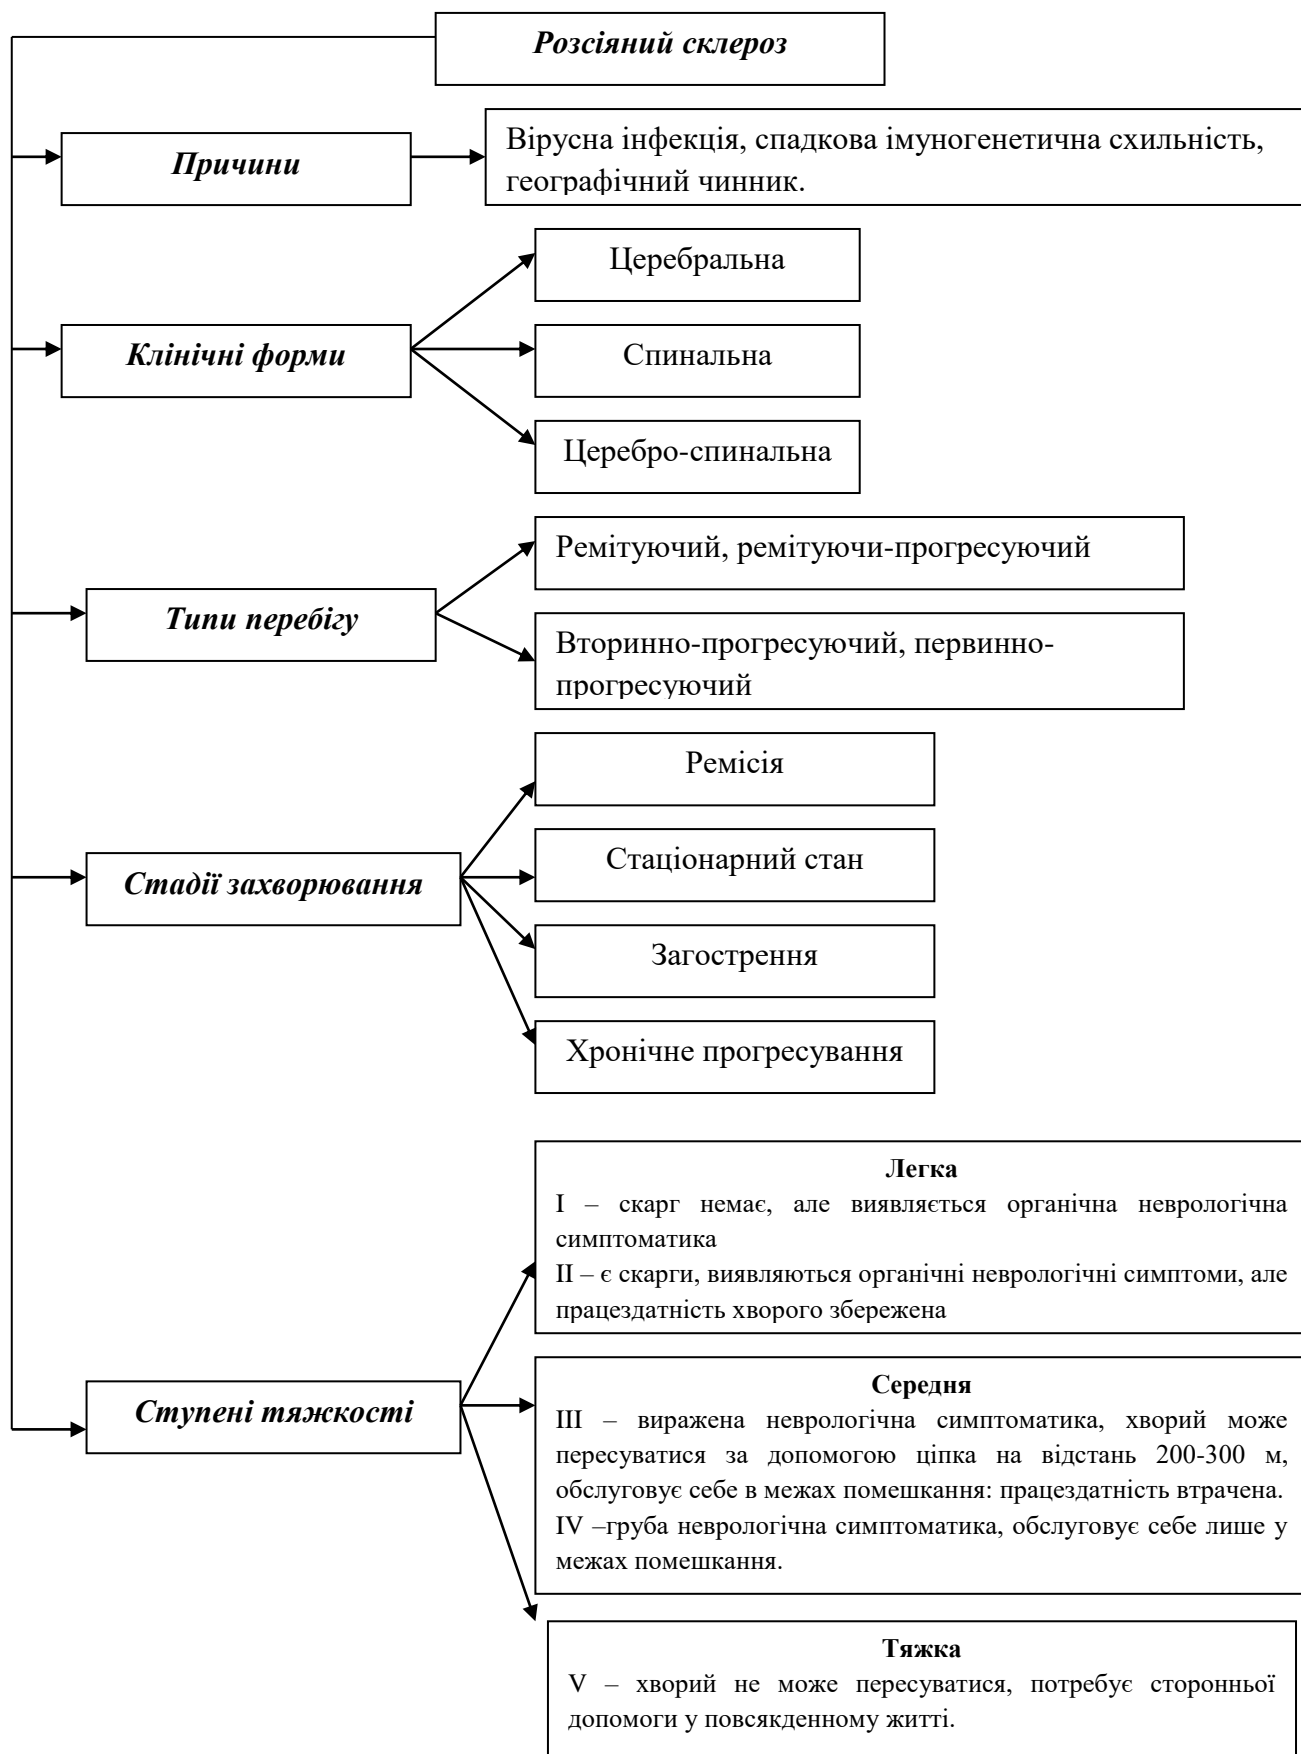 Розсіяний склероз
Причини
Вірусна інфекція, спадкова імуногенетична схильність,
географічний чинник.
Клінічні форми
Церебральна
Спинальна
Церебро-спинальна
Типи перебігу
Ремітуючий, ремітуючи-прогресуючий
Вторинно-прогресуючий, первинно-
прогресуючий
Стадії захворювання
Ремісія
Стаціонарний стан
Загострення
Хронічне прогресування
Ступені тяжкості
Легка
I – скарг немає, але виявляється органічна неврологічна
симптоматика
II – є скарги, виявляються органічні неврологічні симптоми, але
працездатність хворого збережена
Середня
III – виражена неврологічна симптоматика, хворий може
пересуватися за допомогою ціпка на відстань 200-300 м,
обслуговує себе в межах помешкання: працездатність втрачена.
IV –груба неврологічна симптоматика, обслуговує себе лише у
межах помешкання.
Тяжка
V – хворий не може пересуватися, потребує сторонньої
допомоги у повсякденному житті.